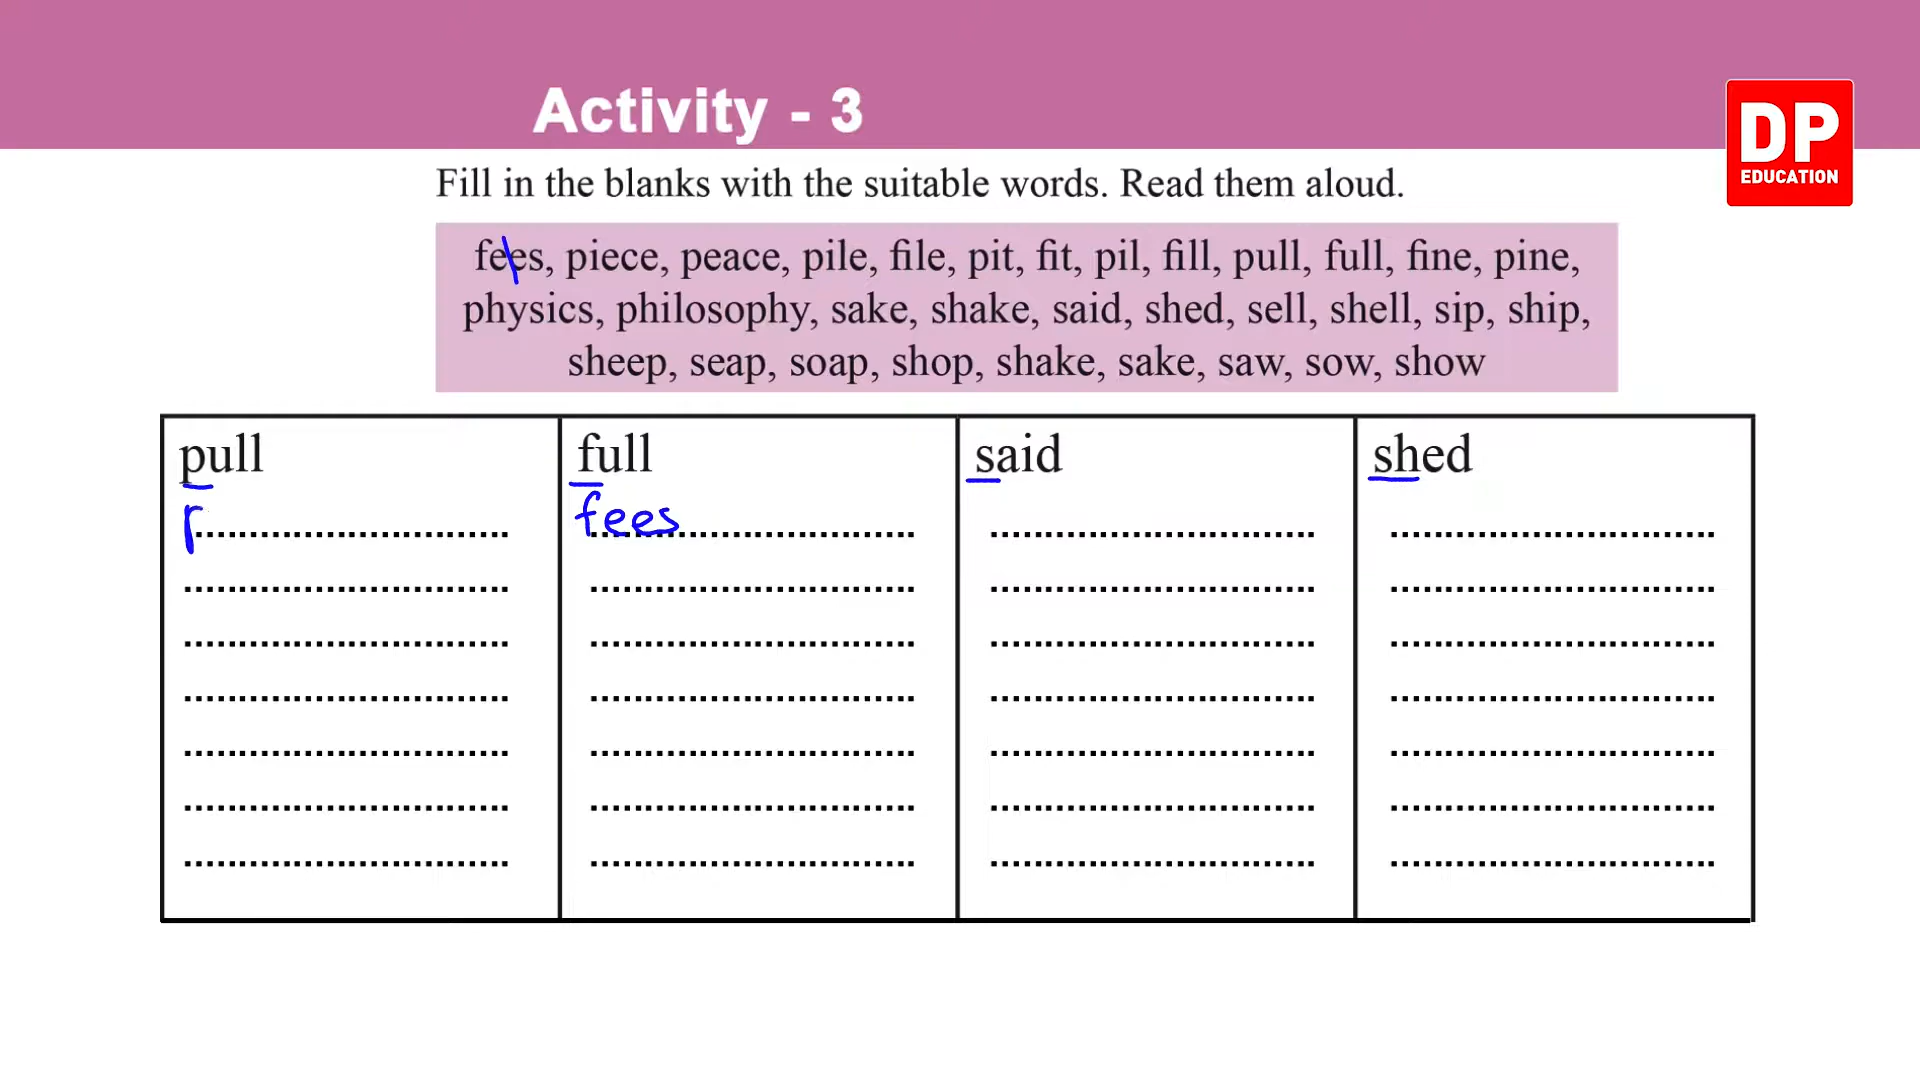 Activity - 3
DP
EDUCATION
Fill in the blanks with the suitable words. Read them aloud.
fees, piece, peace, pile, file, pit, fit, pil, fill, pull, full, fine, pine,
physics, philosophy, sake, shake, said, shed, sell, shell, sip, ship,
sheep, seap, soap, shop, shake, sake, saw, sow, show
pull full said shed
p fees